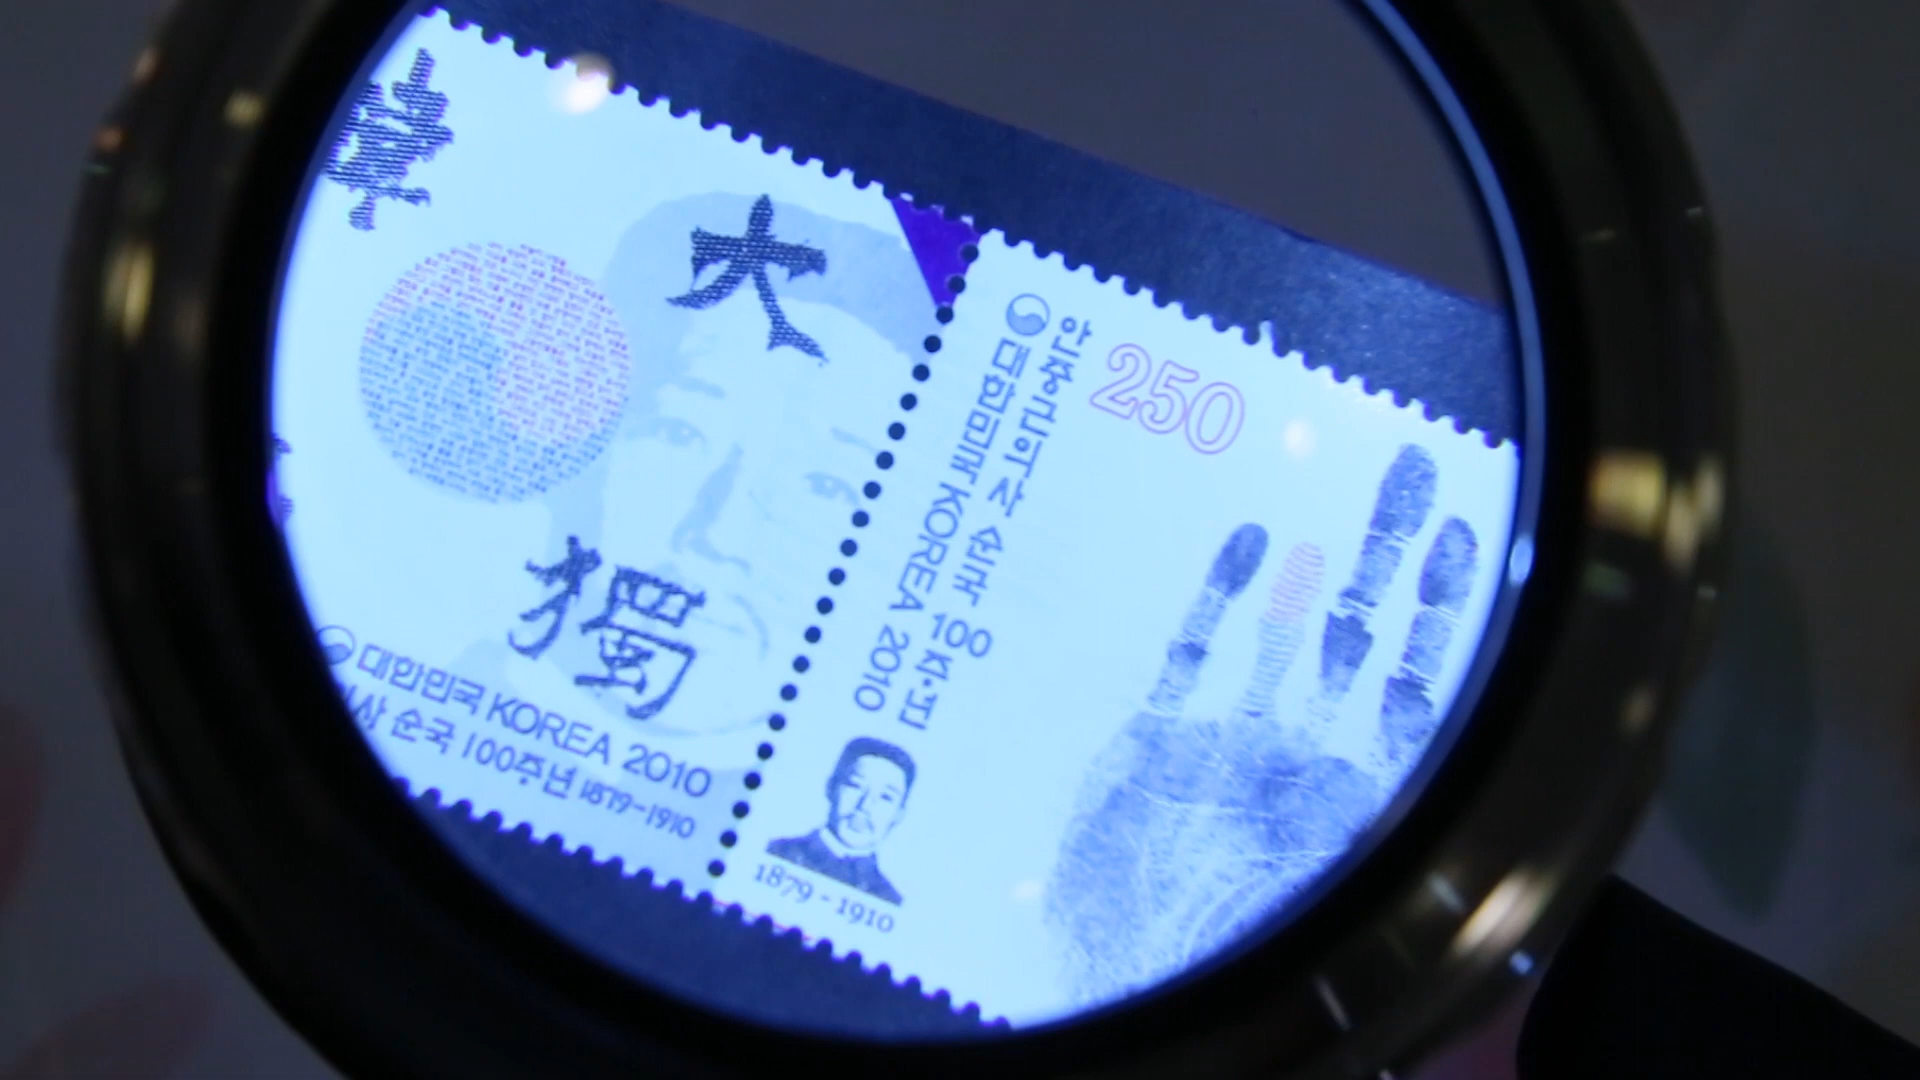 韓
大
獨
대한민국 KOREA 2010
사 순국 100주년 1879-1910
안중근의사 순국 100주년
대한민국 KOREA 2010
250
1879-1910